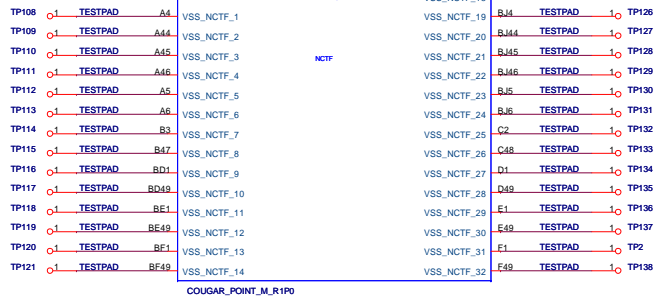 TP108 1 TESTPAD A4 VSS_NCTF_1 VSS_NCTF_19 BJ4 TESTPAD 1 TP126
TP109 1 TESTPAD A44 VSS_NCTF_2 VSS_NCTF_20 BJ44 TESTPAD 1 TP127
TP110 1 TESTPAD A45 VSS_NCTF_3 NCTF VSS_NCTF_21 BJ45 TESTPAD 1 TP128
TP111 1 TESTPAD A46 VSS_NCTF_4 VSS_NCTF_22 BJ46 TESTPAD 1 TP129
TP112 1 TESTPAD A5 VSS_NCTF_5 VSS_NCTF_23 BJ5 TESTPAD 1 TP130
TP113 1 TESTPAD A6 VSS_NCTF_6 VSS_NCTF_24 BJ6 TESTPAD 1 TP131
TP114 1 TESTPAD B3 VSS_NCTF_7 VSS_NCTF_25 C2 TESTPAD 1 TP132
TP115 1 TESTPAD B47 VSS_NCTF_8 VSS_NCTF_26 C48 TESTPAD 1 TP133
TP116 1 TESTPAD BD1 VSS_NCTF_9 VSS_NCTF_27 D1 TESTPAD 1 TP134
TP117 1 TESTPAD BD49 VSS_NCTF_10 VSS_NCTF_28 D49 TESTPAD 1 TP135
TP118 1 TESTPAD BE1 VSS_NCTF_11 VSS_NCTF_29 E1 TESTPAD 1 TP136
TP119 1 TESTPAD BE49 VSS_NCTF_12 VSS_NCTF_30 E49 TESTPAD 1 TP137
TP120 1 TESTPAD BF1 VSS_NCTF_13 VSS_NCTF_31 F1 TESTPAD 1 TP2
TP121 1 TESTPAD BF49 VSS_NCTF_14 VSS_NCTF_32 F49 TESTPAD 1 TP138
COUGAR_POINT_M_R1P0